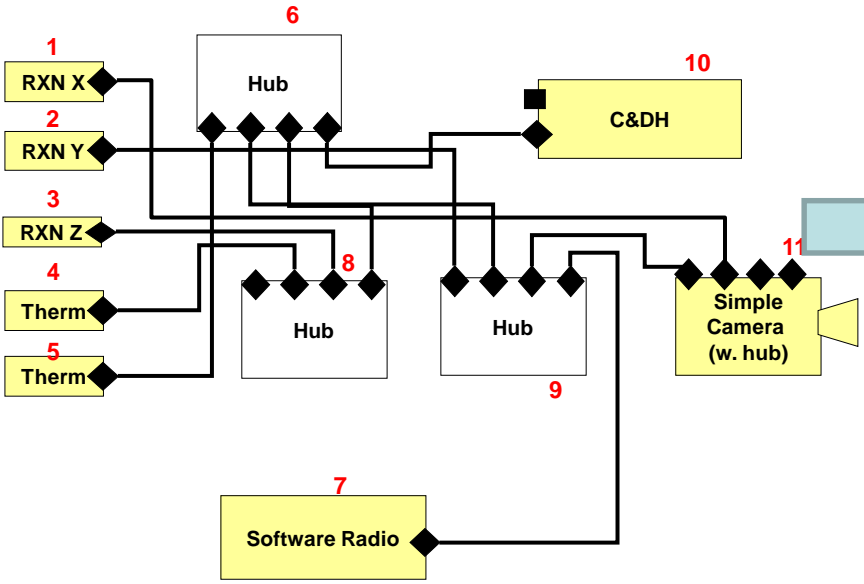 1
RXN X
2
RXN Y
3
RXN Z
4
Therm
5
Therm
6
Hub
10
C&DH
8
Hub
Hub
9
11
Simple
Camera
(w. hub)
7
Software Radio